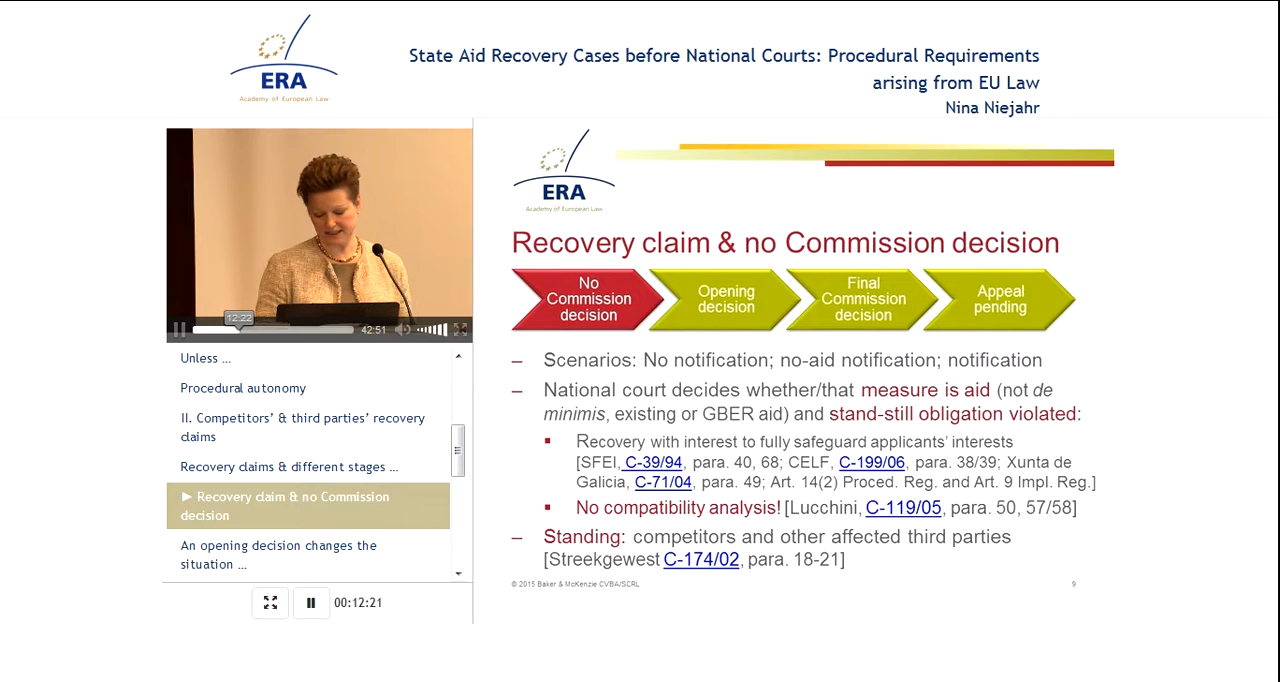 ERA
Academy of European Law
State Aid Recovery Cases before National Courts: Procedural Requirements
arising from EU Law
Nina Niejahr
12:22
42:51
Unless ...
Procedural autonomy
II. Competitors' & third parties' recovery
claims
Recovery claims & different stages ...
► Recovery claim & no Commission
decision
An opening decision changes the
situation ...
00:12:21
ERA
Academy of European Law
Recovery claim & no Commission decision
No
Commission
decision
Opening
decision
Final
Commission
decision
Appeal
pending
– Scenarios: No notification; no-aid notification; notification
– National court decides whether/that measure is aid (not de
minimis, existing or GBER aid) and stand-still obligation violated:
▪ Recovery with interest to fully safeguard applicants' interests
[SFEI, C-39/94, para. 40, 68; CELF, C-199/06, para. 38/39; Xunta de
Galicia, C-71/04, para. 49; Art. 14(2) Proced. Reg. and Art. 9 Impl. Reg.]
▪ No compatibility analysis! [Lucchini, C-119/05, para. 50, 57/58]
– Standing: competitors and other affected third parties
[Streekgewest C-174/02, para. 18-21]
© 2015 Baker & McKenzie CVBA/SCRL
9